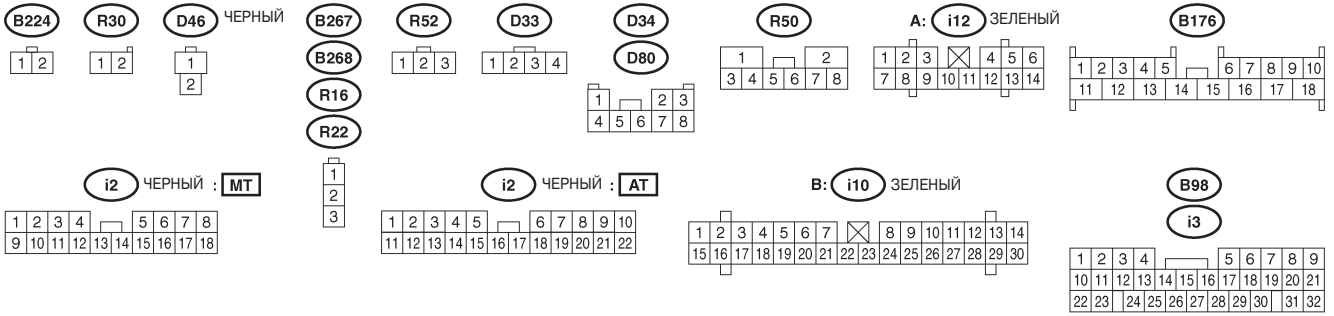 B224 R30 D46 ЧЕРНЫЙ B267 R52 D33 D34 R50 A: i12 ЗЕЛЕНЫЙ B176
B268 D80
R16
R22
1 2
1 2
1
2
1 2 3
1 2 3 4
1 2 3
4 5 6 7 8
1 2
3 4 5 6 7 8
1 2 3 4 5 6
7 8 9 10 11 12 13 14
1 2 3 4 5 6 7 8 9 10
11 12 13 14 15 16 17 18
1
2
3
i2 ЧЕРНЫЙ : MT
1 2 3 4 5 6 7 8
9 10 11 12 13 14 15 16 17 18
i2 ЧЕРНЫЙ : AT
1 2 3 4 5 6 7 8 9 10
11 12 13 14 15 16 17 18 19 20 21 22
B: i10 ЗЕЛЕНЫЙ
1 2 3 4 5 6 7 8 9 10 11 12 13 14
15 16 17 18 19 20 21 22 23 24 25 26 27 28 29 30
B98
i3
1 2 3 4 5 6 7 8 9
10 11 12 13 14 15 16 17 18 19 20 21
22 23 24 25 26 27 28 29 30 31 32